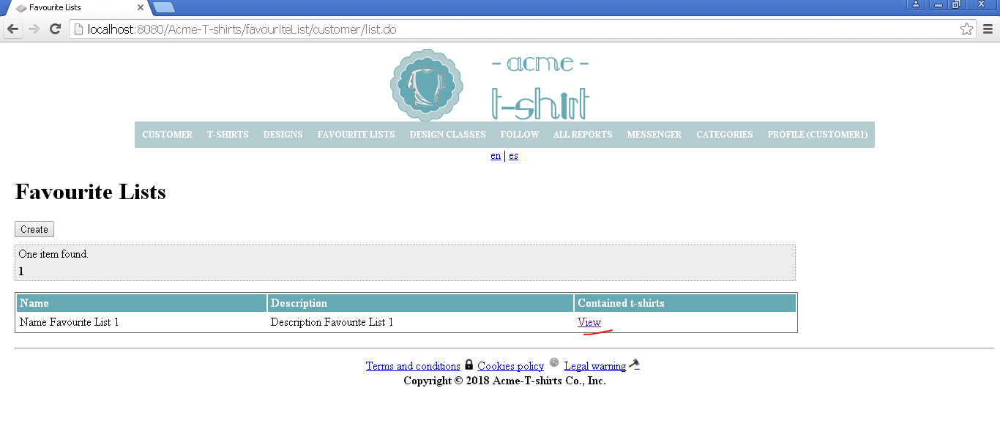 Favourite Lists
localhost:8080/Acme-T-shirts/favouriteList/customer/list.do
- acme -
t-shirt
CUSTOMER T-SHIRTS DESIGNS FAVOURITE LISTS DESIGN CLASSES FOLLOW ALL REPORTS MESSENGER CATEGORIES PROFILE (CUSTOMER1)
en | es
Favourite Lists
Create
One item found.
1
Name Description Contained t-shirts
Name Favourite List 1 Description Favourite List 1 View
Terms and conditions Cookies policy Legal warning
Copyright © 2018 Acme-T-shirts Co., Inc.